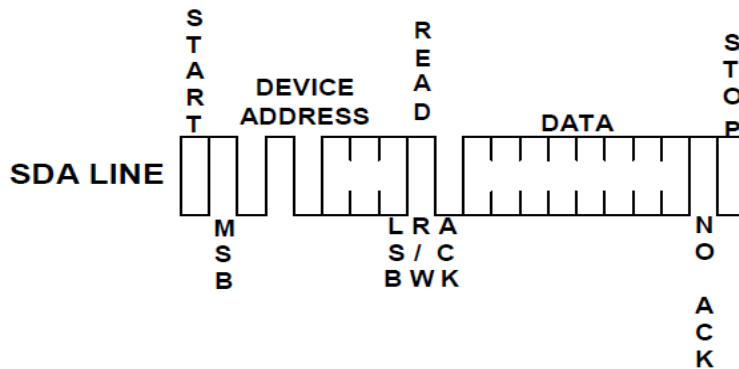 START
READ
STOP
DEVICE
ADDRESS
DATA
SDA LINE
MSB
LSB
R/W
ACK
NO ACK